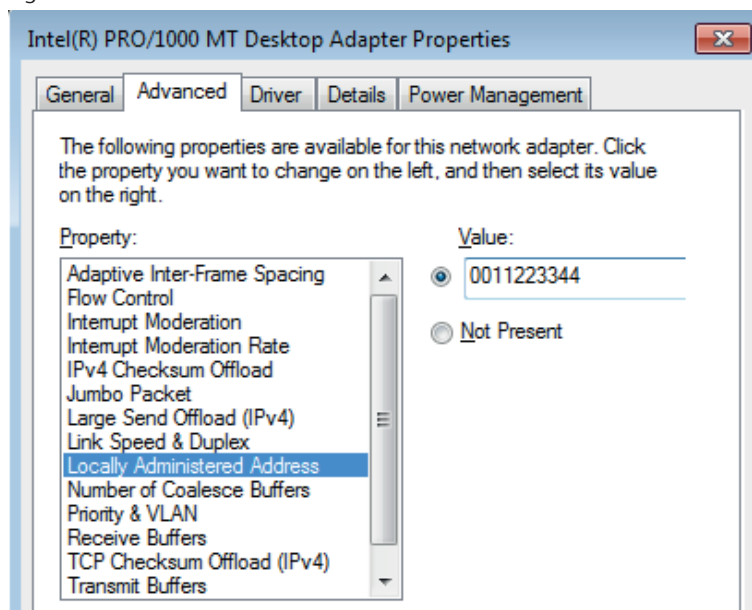 Intel(R) PRO/1000 MT Desktop Adapter Properties
General Advanced Driver Details Power Management
The following properties are available for this network adapter. Click
the property you want to change on the left, and then select its value
on the right.
Property:
Value:
Adaptive Inter-Frame Spacing
Flow Control
Interrupt Moderation
Interrupt Moderation Rate
IPv4 Checksum Offload
Jumbo Packet
Large Send Offload (IPv4)
Link Speed & Duplex
Locally Administered Address
Number of Coalesce Buffers
Priority & VLAN
Receive Buffers
TCP Checksum Offload (IPv4)
Transmit Buffers
0011223344
Not Present